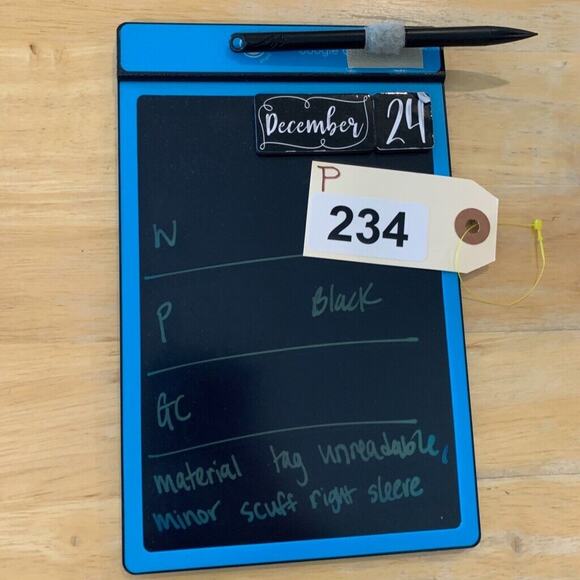 December 24
P
234
W
P Black
GC
material tag unreadable,
minor scuff right sleeve